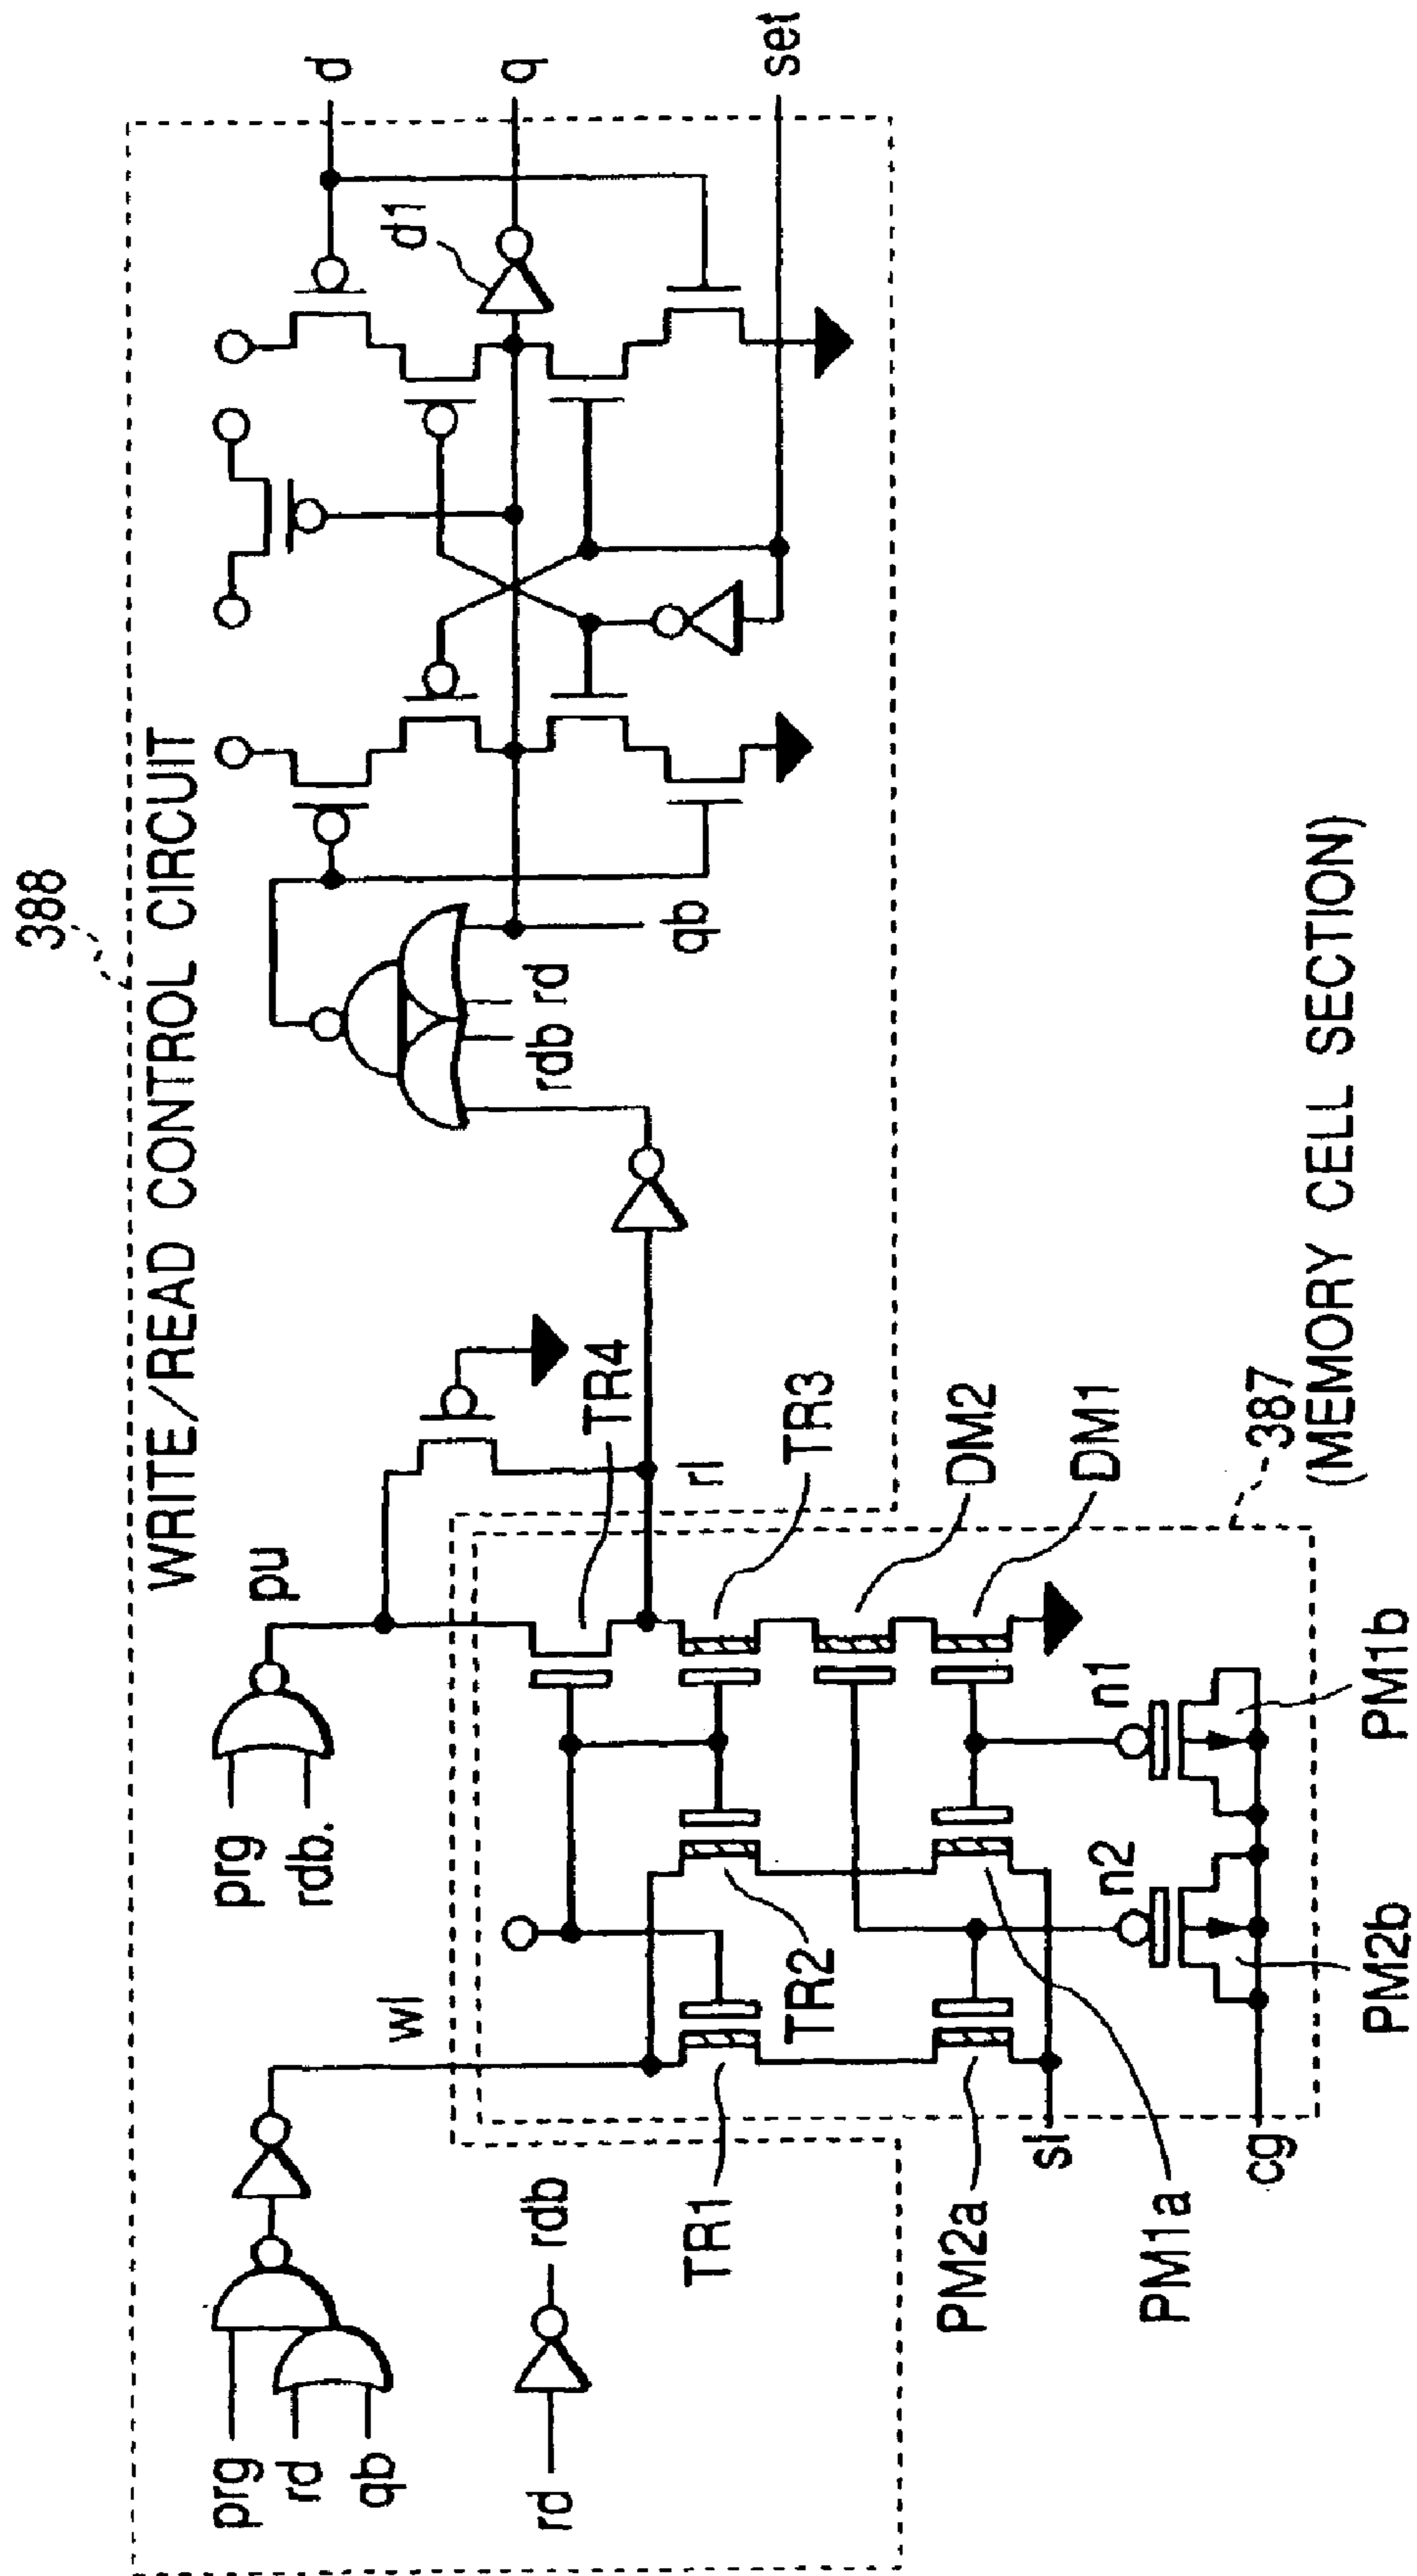 388
WRITE/READ CONTROL CIRCUIT
prg
rd
qb
prg
rdb.
pu
d
d1
q
rd
rdb
wl
TR4
rl
rdb
rd
qb
set
TR1
TR2
TR3
PM2a
DM2
PM1a
DM1
sl
n2
n1
cg
PM2b
PM1b
387
(MEMORY CELL SECTION)